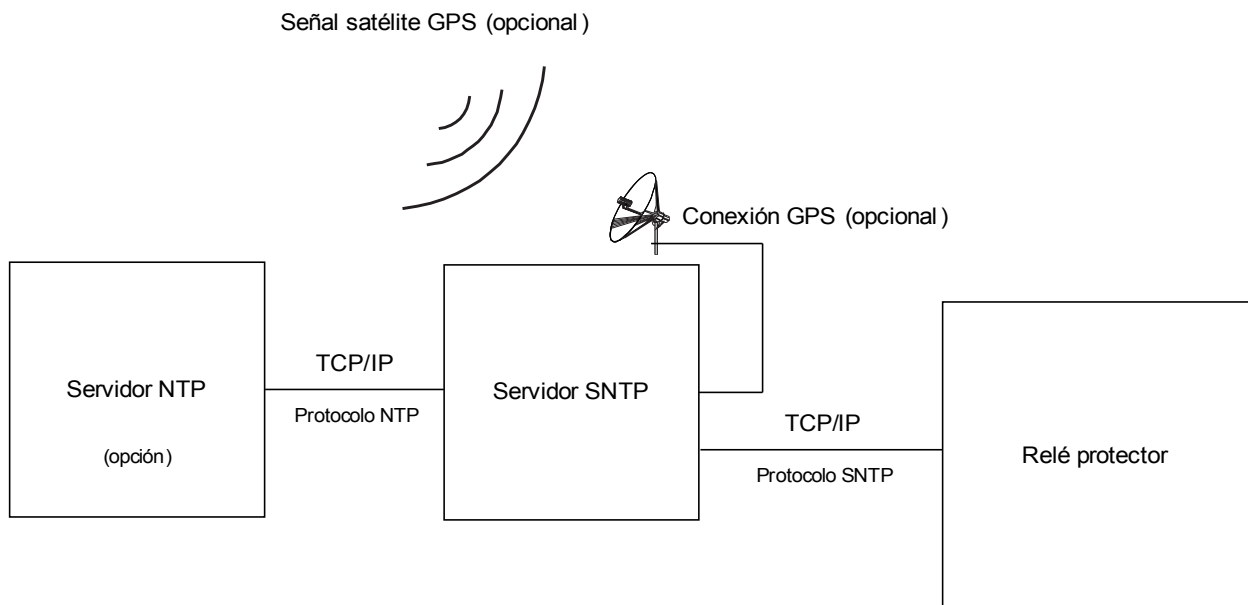 Señal satélite GPS (opcional)
Conexión GPS (opcional)
Servidor NTP
(opción)
TCP/IP
Protocolo NTP
Servidor SNTP
TCP/IP
Protocolo SNTP
Relé protector